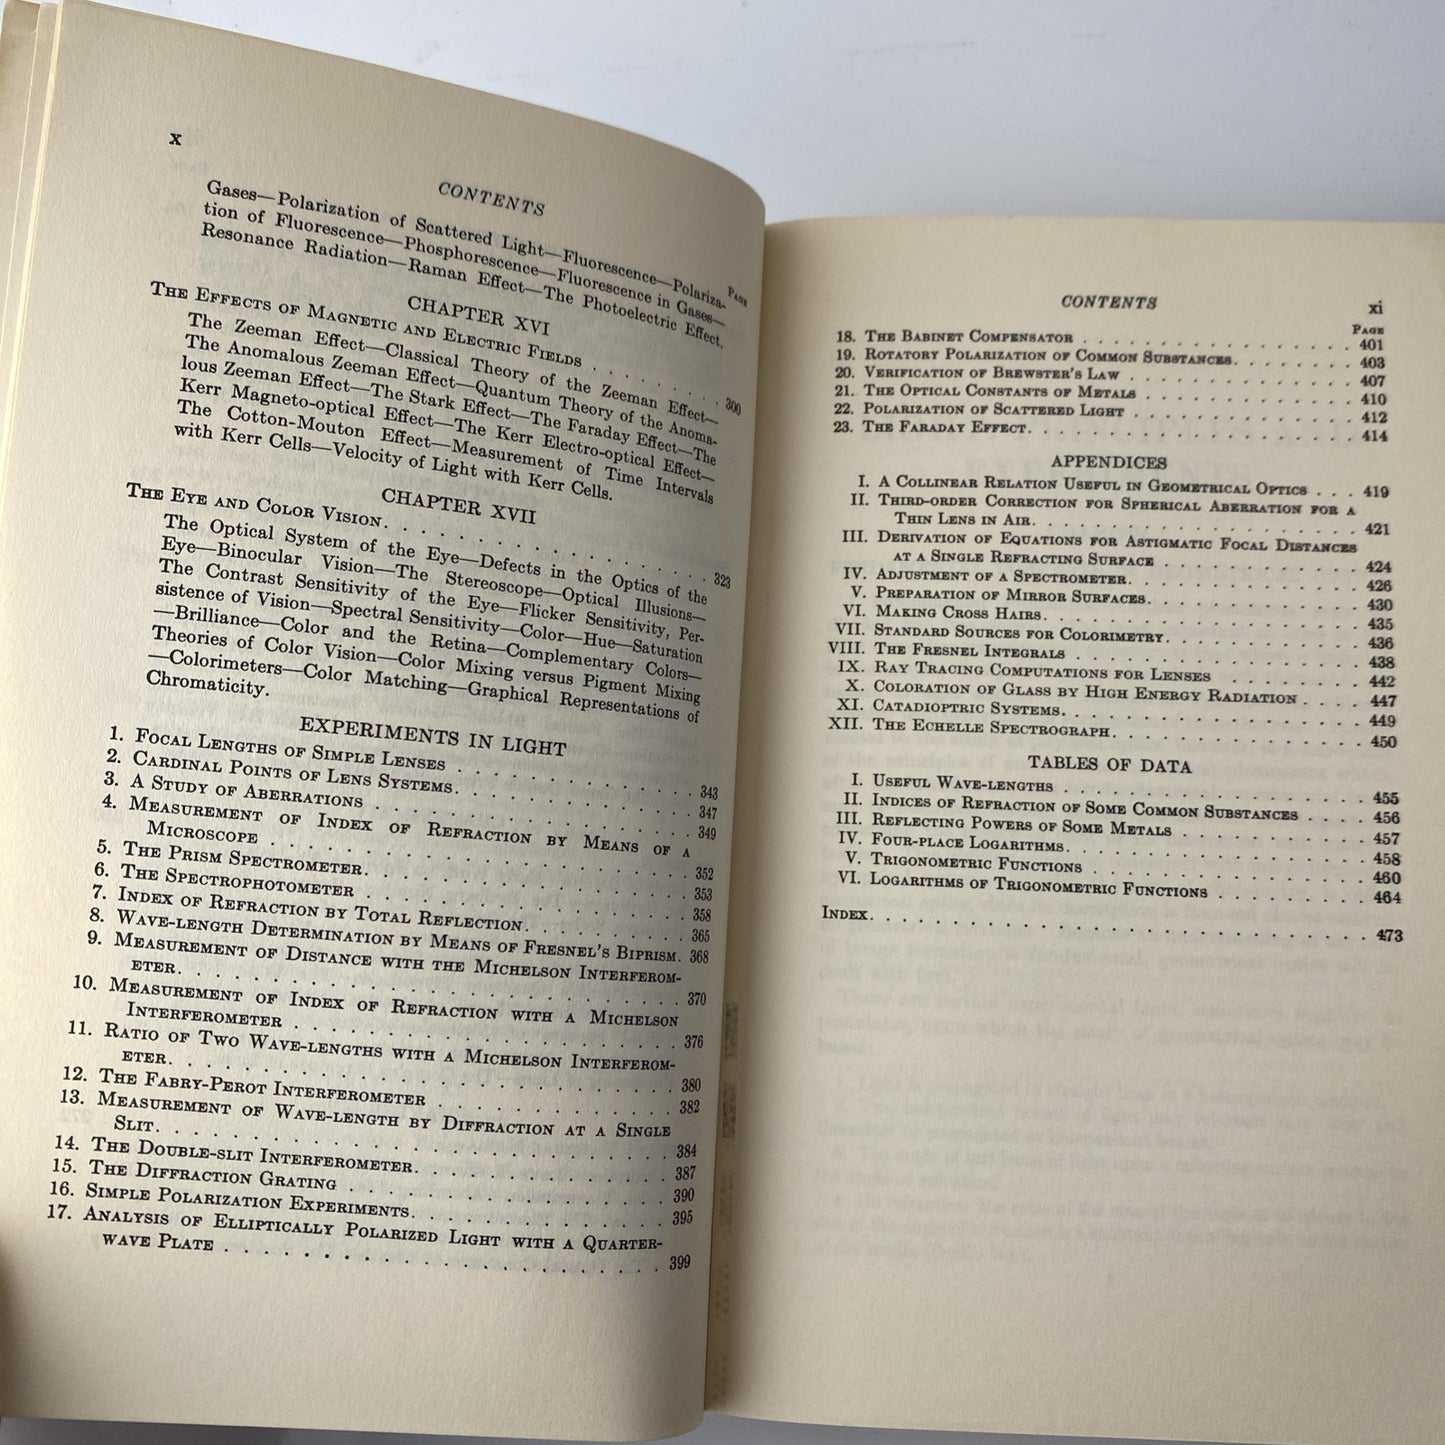 x
CONTENTS
Page
Gases—Polarization of Scattered Light—Fluorescence—Polariza-
tion of Fluorescence—Phosphorescence—Fluorescence in Gases—
Resonance Radiation—Raman Effect—The Photoelectric Effect.
CHAPTER XVI
The Effects of Magnetic and Electric Fields . . . . . . . . . 300
The Zeeman Effect—Classical Theory of the Zeeman Effect—
The Anomalous Zeeman Effect—Quantum Theory of the Anoma-
lous Zeeman Effect—The Stark Effect—The Faraday Effect—The
Kerr Magneto-optical Effect—The Kerr Electro-optical Effect—
The Cotton-Mouton Effect—Measurement of Time Intervals
with Kerr Cells—Velocity of Light with Kerr Cells.
CHAPTER XVII
The Eye and Color Vision. . . . . . . . . . . . . . . . . 323
The Optical System of the Eye—Defects in the Optics of the
Eye—Binocular Vision—The Stereoscope—Optical Illusions—
The Contrast Sensitivity of the Eye—Flicker Sensitivity, Per-
sistence of Vision—Spectral Sensitivity—Color—Hue—Saturation
—Brilliance—Color and the Retina—Complementary Colors—
Theories of Color Vision—Color Mixing versus Pigment Mixing
—Colorimeters—Color Matching—Graphical Representations of
Chromaticity.
EXPERIMENTS IN LIGHT
1. Focal Lengths of Simple Lenses . . . . . . . . . . . . . 343
2. Cardinal Points of Lens Systems. . . . . . . . . . . . . 347
3. A Study of Aberrations . . . . . . . . . . . . . . . . . 349
4. Measurement of Index of Refraction by Means of a
Microscope . . . . . . . . . . . . . . . . . . . . . 352
5. The Prism Spectrometer. . . . . . . . . . . . . . . . . 353
6. The Spectrophotometer . . . . . . . . . . . . . . . . . 358
7. Index of Refraction by Total Reflection. . . . . . . . . 365
8. Wave-length Determination by Means of Fresnel's Biprism. 368
9. Measurement of Distance with the Michelson Interferom-
eter. . . . . . . . . . . . . . . . . . . . . . . . . 370
10. Measurement of Index of Refraction with a Michelson
Interferometer . . . . . . . . . . . . . . . . . . . 376
11. Ratio of Two Wave-lengths with a Michelson Interferom-
eter. . . . . . . . . . . . . . . . . . . . . . . . . 380
12. The Fabry-Perot Interferometer . . . . . . . . . . . . 382
13. Measurement of Wave-length by Diffraction at a Single
Slit. . . . . . . . . . . . . . . . . . . . . . . . . 384
14. The Double-slit Interferometer. . . . . . . . . . . . . 387
15. The Diffraction Grating . . . . . . . . . . . . . . . . 390
16. Simple Polarization Experiments. . . . . . . . . . . . . 395
17. Analysis of Elliptically Polarized Light with a Quarter-
wave Plate . . . . . . . . . . . . . . . . . . . . . 399
CONTENTS
xi
Page
18. The Babinet Compensator . . . . . . . . . . . . . . . . 401
19. Rotatory Polarization of Common Substances. . . . . . . . 403
20. Verification of Brewster's Law . . . . . . . . . . . . . 407
21. The Optical Constants of Metals . . . . . . . . . . . . 410
22. Polarization of Scattered Light . . . . . . . . . . . . 412
23. The Faraday Effect. . . . . . . . . . . . . . . . . . . 414
APPENDICES
I. A Collinear Relation Useful in Geometrical Optics . . . 419
II. Third-order Correction for Spherical Aberration for a
Thin Lens in Air. . . . . . . . . . . . . . . . . . . 421
III. Derivation of Equations for Astigmatic Focal Distances
at a Single Refracting Surface . . . . . . . . . . . . 424
IV. Adjustment of a Spectrometer. . . . . . . . . . . . . . 426
V. Preparation of Mirror Surfaces. . . . . . . . . . . . . 430
VI. Making Cross Hairs. . . . . . . . . . . . . . . . . . . 435
VII. Standard Sources for Colorimetry. . . . . . . . . . . . 436
VIII. The Fresnel Integrals . . . . . . . . . . . . . . . . 438
IX. Ray Tracing Computations for Lenses . . . . . . . . . . 442
X. Coloration of Glass by High Energy Radiation . . . . . . 447
XI. Catadioptric Systems. . . . . . . . . . . . . . . . . . 449
XII. The Echelle Spectrograph. . . . . . . . . . . . . . . . 450
TABLES OF DATA
I. Useful Wave-lengths . . . . . . . . . . . . . . . . . . 455
II. Indices of Refraction of Some Common Substances . . . . 456
III. Reflecting Powers of Some Metals . . . . . . . . . . . 457
IV. Four-place Logarithms. . . . . . . . . . . . . . . . . . 458
V. Trigonometric Functions . . . . . . . . . . . . . . . . 460
VI. Logarithms of Trigonometric Functions . . . . . . . . . 464
Index. . . . . . . . . . . . . . . . . . . . . . . . . . . 473